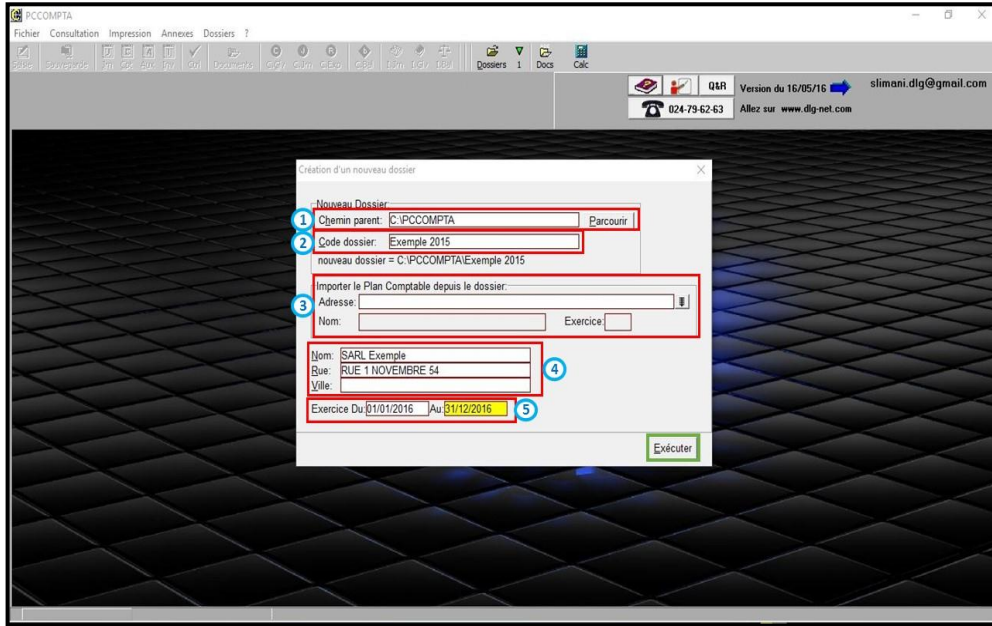 PCCOMPTA
Fichier Consultation Impression Annexes Dossiers ?
Sauvegarde Ctrl Documents Dossiers 1 Docs Calc
Q&R Version du 16/05/16 slimani.dlg@gmail.com
024-79-62-63 Allez sur www.dlg-net.com
Création d'un nouveau dossier
Nouveau Dossier:
1 Chemin parent: C:\PCCOMPTA Parcourir
2 Code dossier: Exemple 2015
nouveau dossier = C:\PCCOMPTA\Exemple 2015
Importer le Plan Comptable depuis le dossier:
3 Adresse:
Nom: Exercice:
Nom: SARL Exemple
Rue: RUE 1 NOVEMBRE 54 4
Ville:
Exercice Du: 01/01/2016 Au: 31/12/2016 5
Exécuter